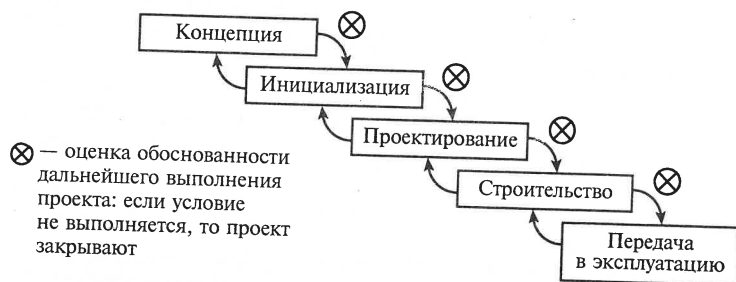 Концепция
Инициализация
Проектирование
Строительство
Передача
в эксплуатацию
⊗ — оценка обоснованности
дальнейшего выполнения
проекта: если условие
не выполняется, то проект
закрывают